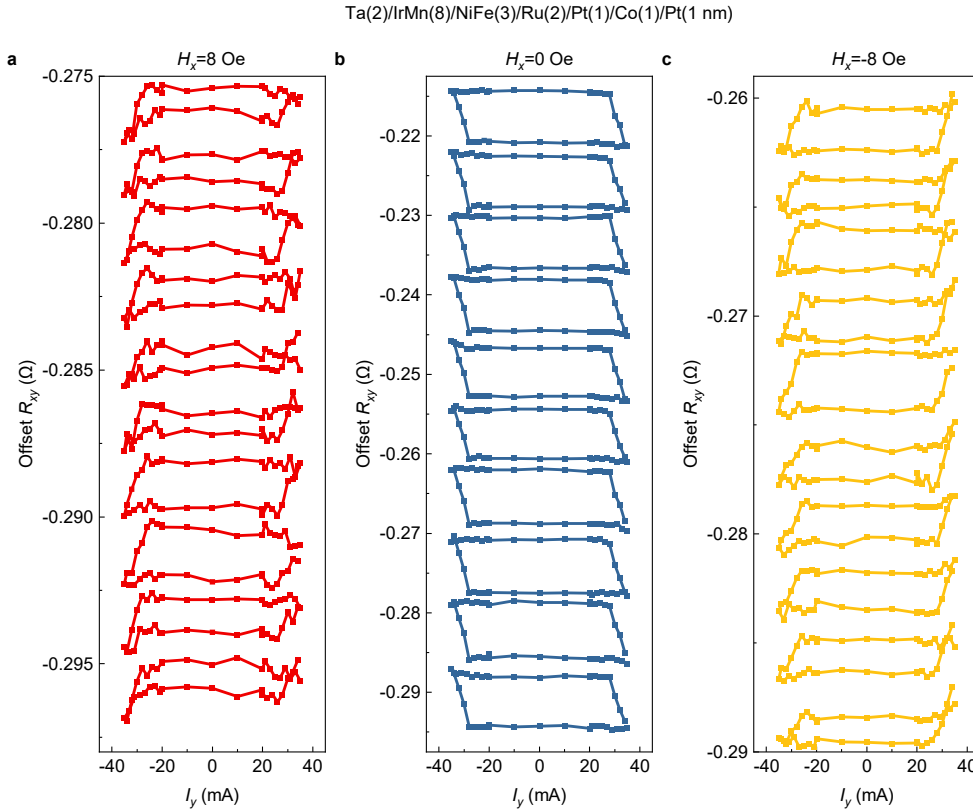 Ta(2)/IrMn(8)/NiFe(3)/Ru(2)/Pt(1)/Co(1)/Pt(1 nm)
a H_x=8 Oe
b H_x=0 Oe
c H_x=-8 Oe
Offset R_xy (Ω)
-0.275
-0.280
-0.285
-0.290
-0.295
-40 -20 0 20 40
I_y (mA)
Offset R_xy (Ω)
-0.22
-0.23
-0.24
-0.25
-0.26
-0.27
-0.28
-0.29
-40 -20 0 20 40
I_y (mA)
Offset R_xy (Ω)
-0.26
-0.27
-0.28
-0.29
-40 -20 0 20 40
I_y (mA)